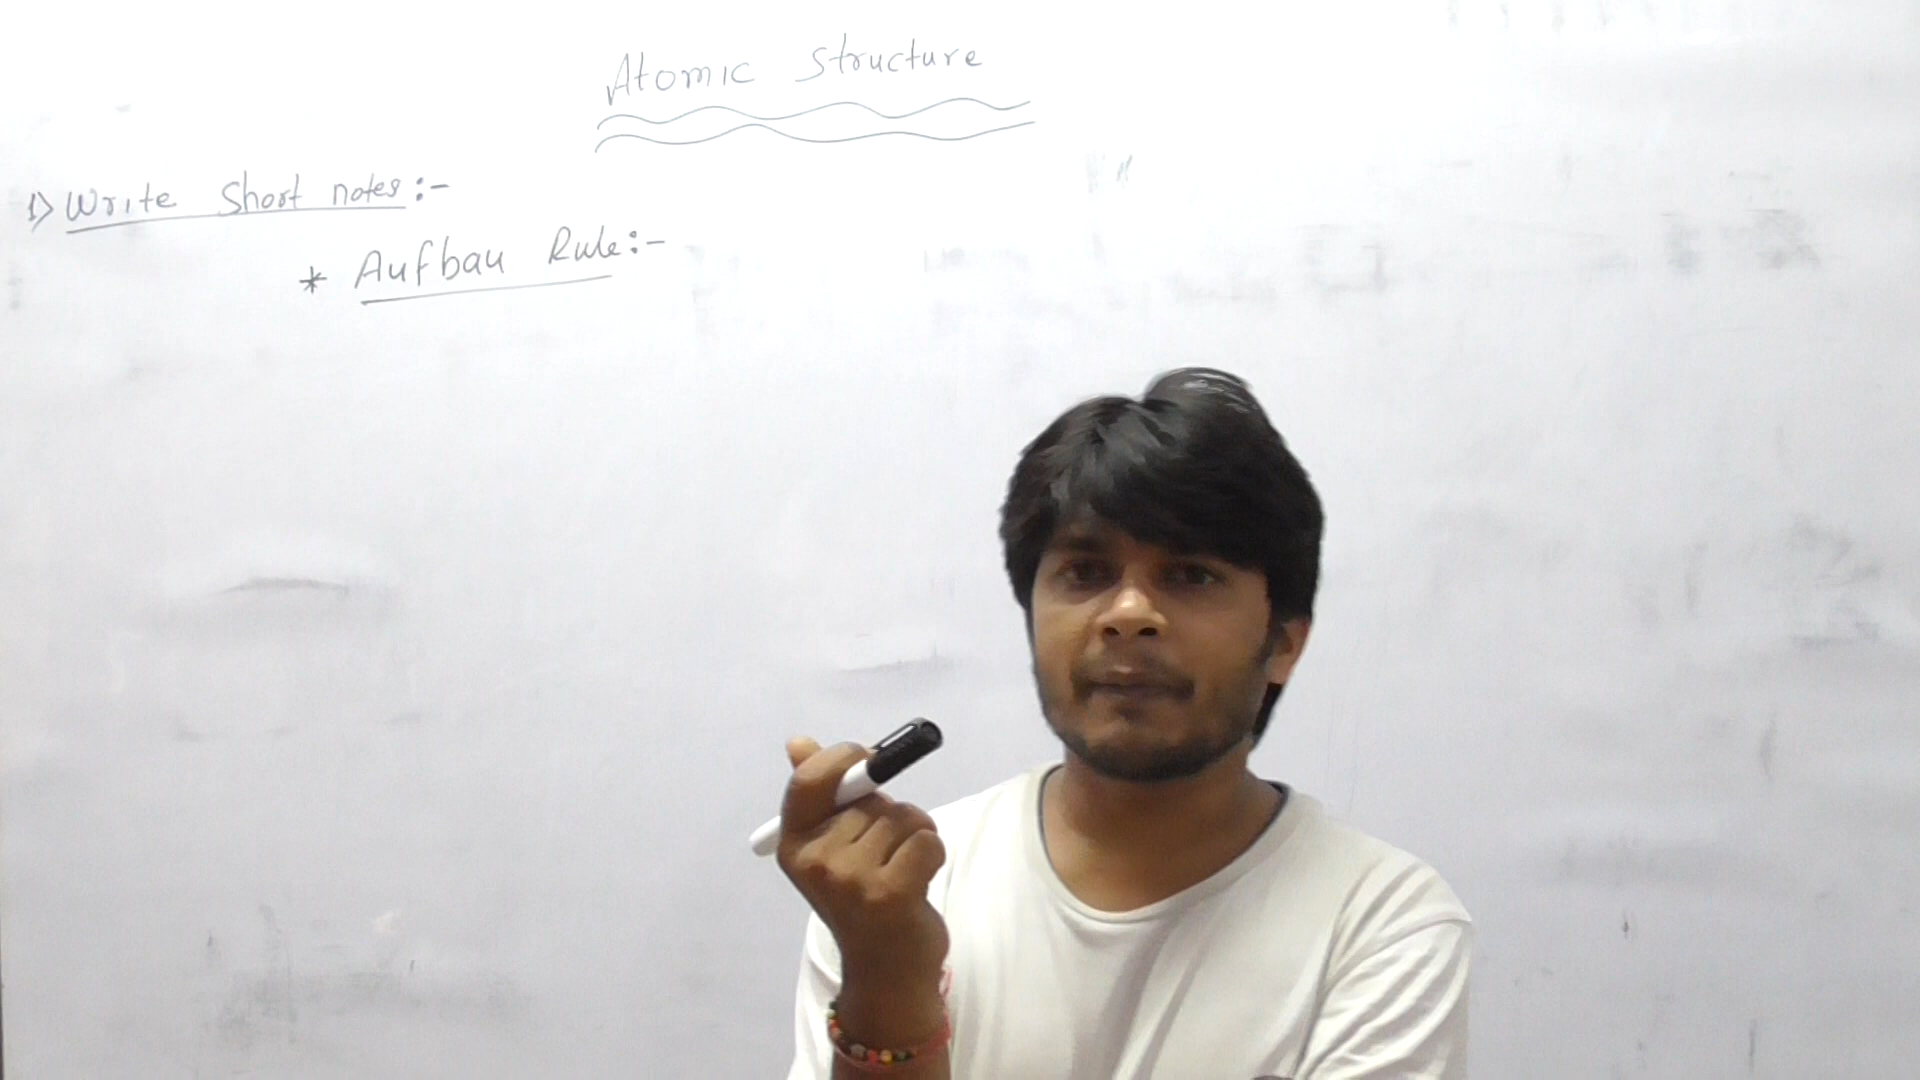 Atomic Structure
1) Write Short notes:-
* Aufbau Rule:-